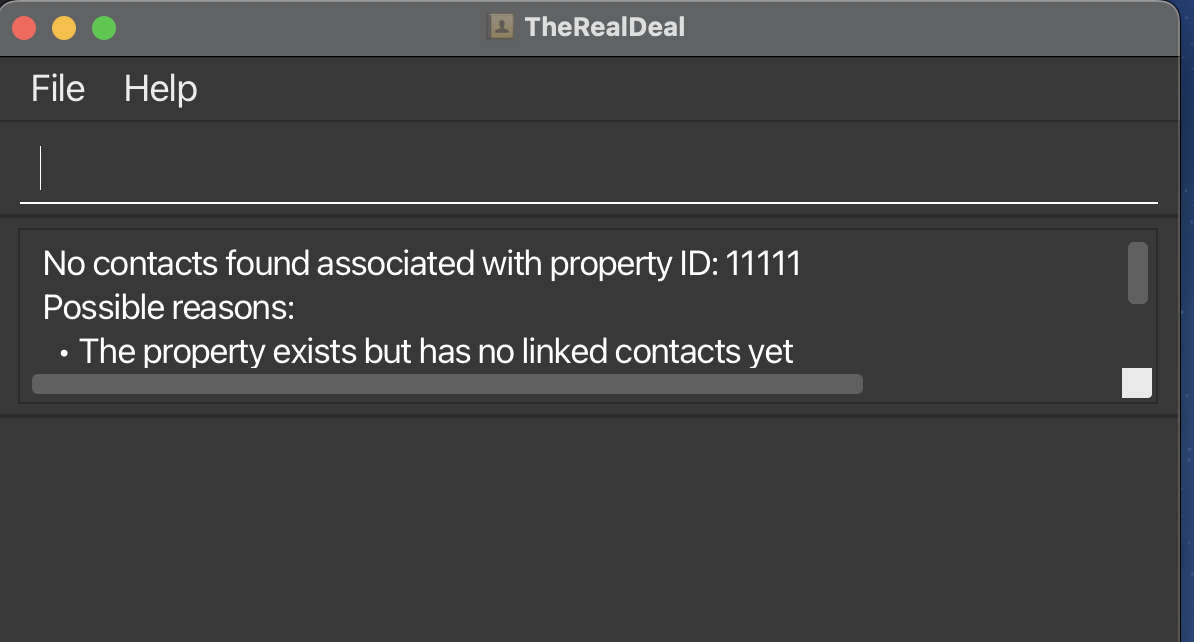 TheRealDeal
File Help
No contacts found associated with property ID: 11111
Possible reasons:
• The property exists but has no linked contacts yet